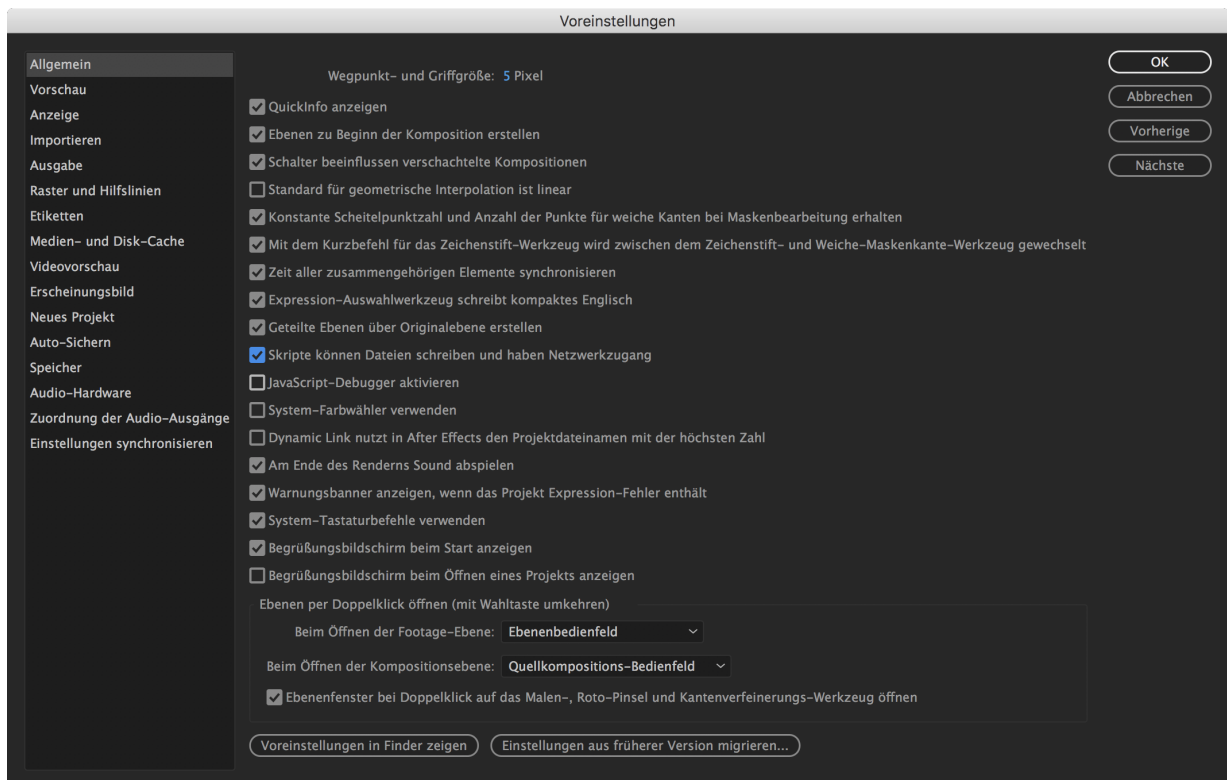 Voreinstellungen
Allgemein
Vorschau
Anzeige
Importieren
Ausgabe
Raster und Hilfslinien
Etiketten
Medien- und Disk-Cache
Videovorschau
Erscheinungsbild
Neues Projekt
Auto-Sichern
Speicher
Audio-Hardware
Zuordnung der Audio-Ausgänge
Einstellungen synchronisieren
Wegpunkt- und Griffgröße: 5 Pixel
QuickInfo anzeigen
Ebenen zu Beginn der Komposition erstellen
Schalter beeinflussen verschachtelte Kompositionen
Standard für geometrische Interpolation ist linear
Konstante Scheitelpunktzahl und Anzahl der Punkte für weiche Kanten bei Maskenbearbeitung erhalten
Mit dem Kurzbefehl für das Zeichenstift-Werkzeug wird zwischen dem Zeichenstift- und Weiche-Maskenkante-Werkzeug gewechselt
Zeit aller zusammengehörigen Elemente synchronisieren
Expression-Auswahlwerkzeug schreibt kompaktes Englisch
Geteilte Ebenen über Originalebene erstellen
Skripte können Dateien schreiben und haben Netzwerkzugang
JavaScript-Debugger aktivieren
System-Farbwähler verwenden
Dynamic Link nutzt in After Effects den Projektdateinamen mit der höchsten Zahl
Am Ende des Renderns Sound abspielen
Warnungsbanner anzeigen, wenn das Projekt Expression-Fehler enthält
System-Tastaturbefehle verwenden
Begrüßungsbildschirm beim Start anzeigen
Begrüßungsbildschirm beim Öffnen eines Projekts anzeigen
Ebenen per Doppelklick öffnen (mit Wahltaste umkehren)
Beim Öffnen der Footage-Ebene: Ebenenbedienfeld
Beim Öffnen der Kompositionsebene: Quellkompositions-Bedienfeld
Ebenenfenster bei Doppelklick auf das Malen-, Roto-Pinsel und Kantenverfeinerungs-Werkzeug öffnen
Voreinstellungen in Finder zeigen
Einstellungen aus früherer Version migrieren...
OK
Abbrechen
Vorherige
Nächste